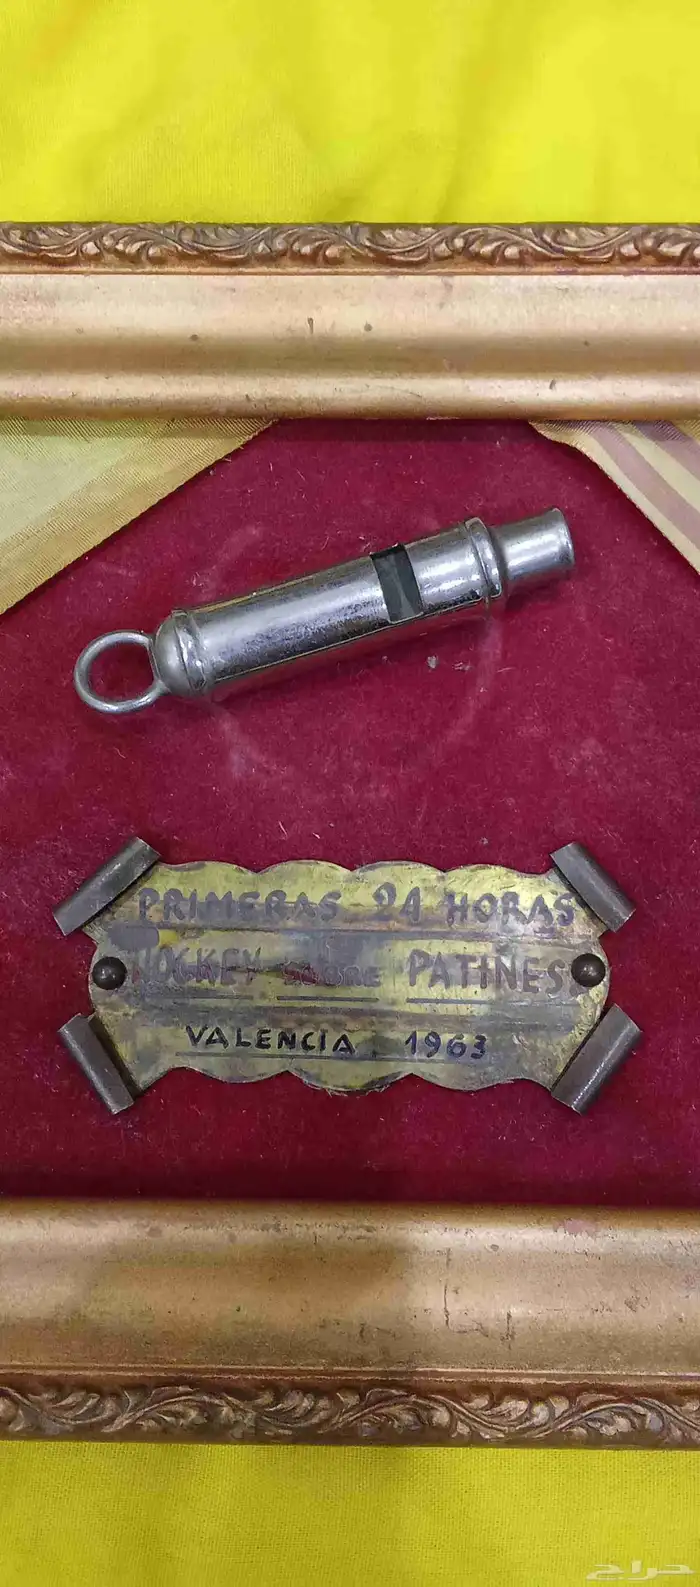 PRIMERAS 24 HORAS
HOCKEY SOBRE PATINES
VALENCIA. 1963
حراج